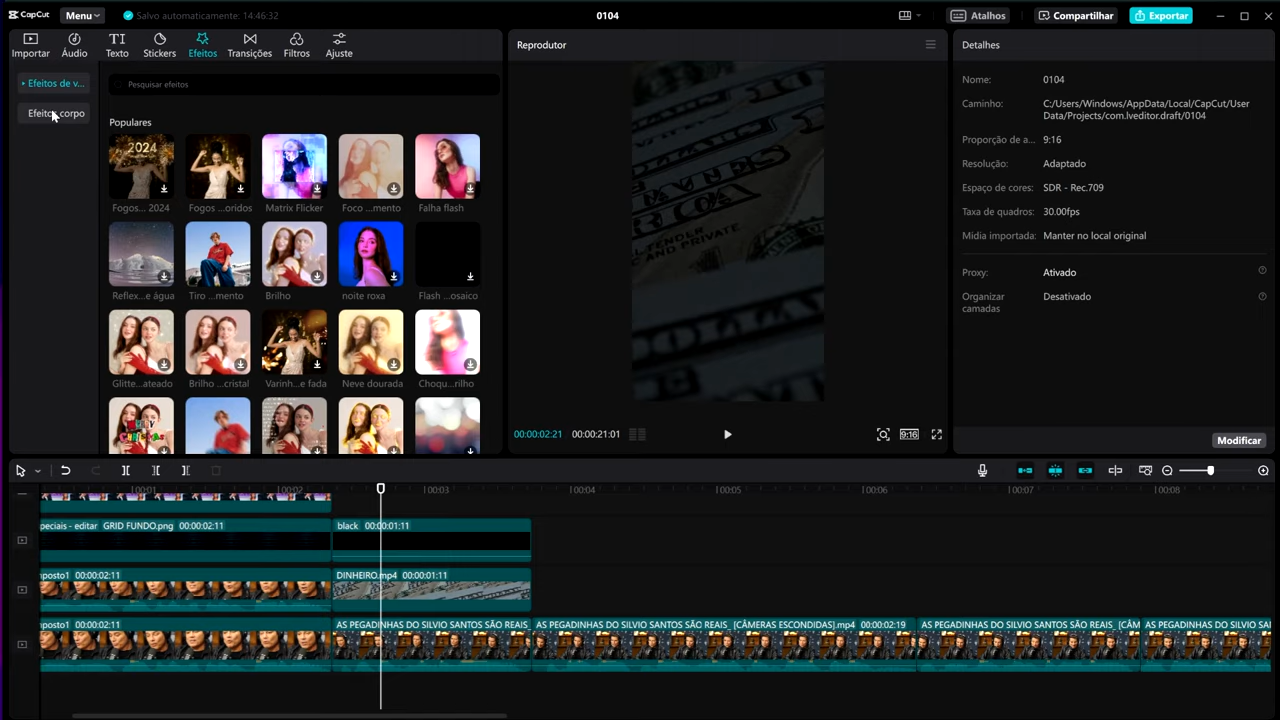 CapCut
Menu
Salvo automaticamente: 14:46:32
0104
Atalhos
Compartilhar
Exportar
Importar
Áudio
Texto
Stickers
Efeitos
Transições
Filtros
Ajuste
Efeitos de v...
Efeitos corpo
Pesquisar efeitos
Populares
2024
Fogos... 2024
Fogos ...oridos
Matrix Flicker
Foco ...mento
Falha flash
Reflex...e água
Tiro ...mento
Brilho
noite roxa
Flash ...osaico
Glitte...ateado
Brilho ...cristal
Varinh...e fada
Neve dourada
Choqu...rilho
Reprodutor
TENDER
AND PRIVATE
00:00:02:21
00:00:21:01
9:16
Detalhes
Nome: 0104
Caminho: C:/Users/Windows/AppData/Local/CapCut/User
Data/Projects/com.lveditor.draft/0104
Proporção de a... 9:16
Resolução: Adaptado
Espaço de cores: SDR - Rec.709
Taxa de quadros: 30.00fps
Mídia importada: Manter no local original
Proxy: Ativado
Organizar
camadas
Desativado
Modificar
00:01
00:02
00:03
00:04
00:05
00:06
00:07
00:08
peciais - editar GRID FUNDO.png 00:00:02:11
black 00:00:01:11
posto1 00:00:02:11
DINHEIRO.mp4 00:00:01:11
posto1 00:00:02:11
AS PEGADINHAS DO SILVIO SANTOS SÃO REAIS_
AS PEGADINHAS DO SILVIO SANTOS SÃO REAIS_ [CÂMERAS ESCONDIDAS].mp4 00:00:02:19
AS PEGADINHAS DO SILVIO SANTOS SÃO REAIS_ [CÂM
AS PEGADINHAS DO SILVIO SANTOS SÃO REAIS